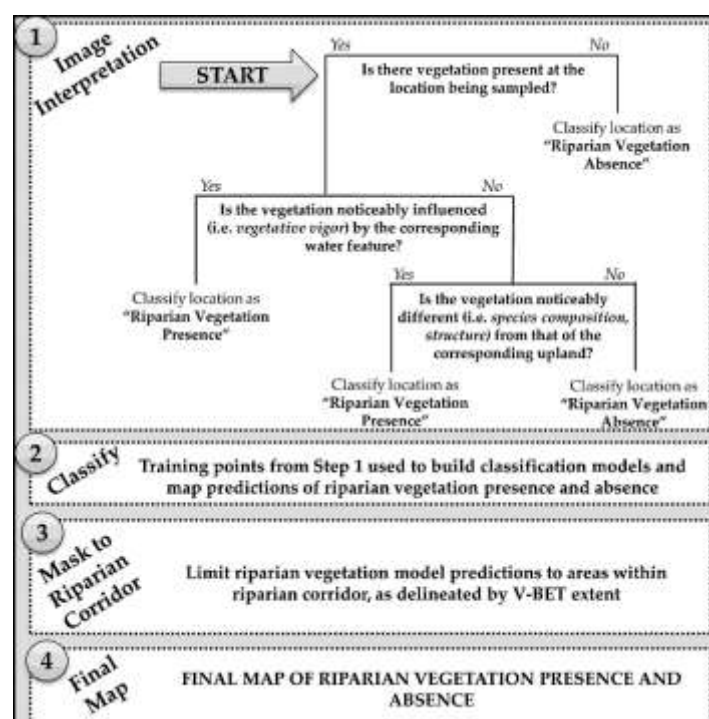 1
Image
Interpretation
START
Yes
No
Is there vegetation present at the
location being sampled?
Classify location as
“Riparian Vegetation
Absence”
Yes
No
Is the vegetation noticeably influenced
(i.e. vegetative vigor) by the corresponding
water feature?
Classify location as
“Riparian Vegetation
Presence”
Yes
No
Is the vegetation noticeably
different (i.e. species composition,
structure) from that of the
corresponding upland?
Classify location as
“Riparian Vegetation
Presence”
Classify location as
“Riparian Vegetation
Absence”
2
Classify
Training points from Step 1 used to build classification models and
map predictions of riparian vegetation presence and absence
3
Mask to
Riparian
Corridor
Limit riparian vegetation model predictions to areas within
riparian corridor, as delineated by V-BET extent
4
Final
Map
FINAL MAP OF RIPARIAN VEGETATION PRESENCE AND
ABSENCE